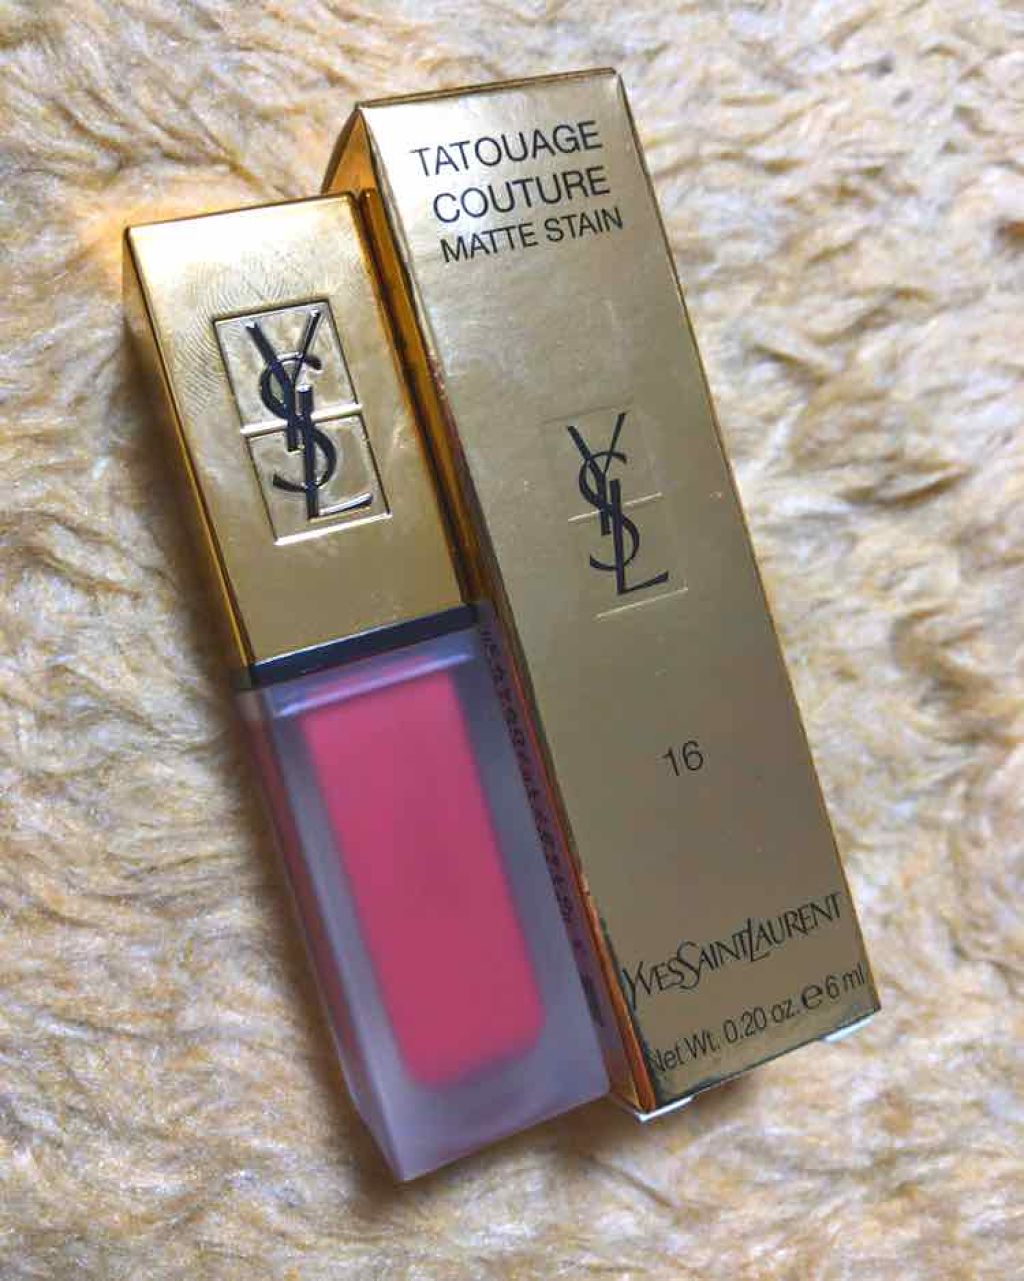 TATOUAGE
COUTURE
MATTE STAIN
YSL
YSL
16
YVESSAINTLAURENT
Net Wt. 0.20 oz. ℮ 6 ml